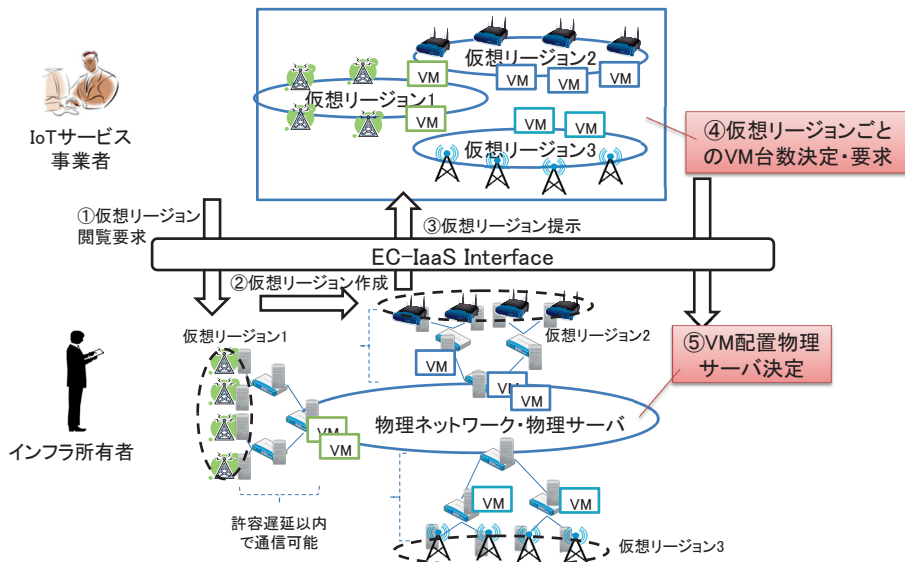 仮想リージョン2
VM
VM
VM
VM
仮想リージョン1
VM
VM
VM
仮想リージョン3
IoTサービス
事業者
④仮想リージョンごと
のVM台数決定・要求
①仮想リージョン
閲覧要求
③仮想リージョン提示
EC-IaaS Interface
②仮想リージョン作成
仮想リージョン1
仮想リージョン2
⑤VM配置物理
サーバ決定
VM
VM
VM
物理ネットワーク・物理サーバ
VM
VM
インフラ所有者
VM
VM
許容遅延以内
で通信可能
仮想リージョン3